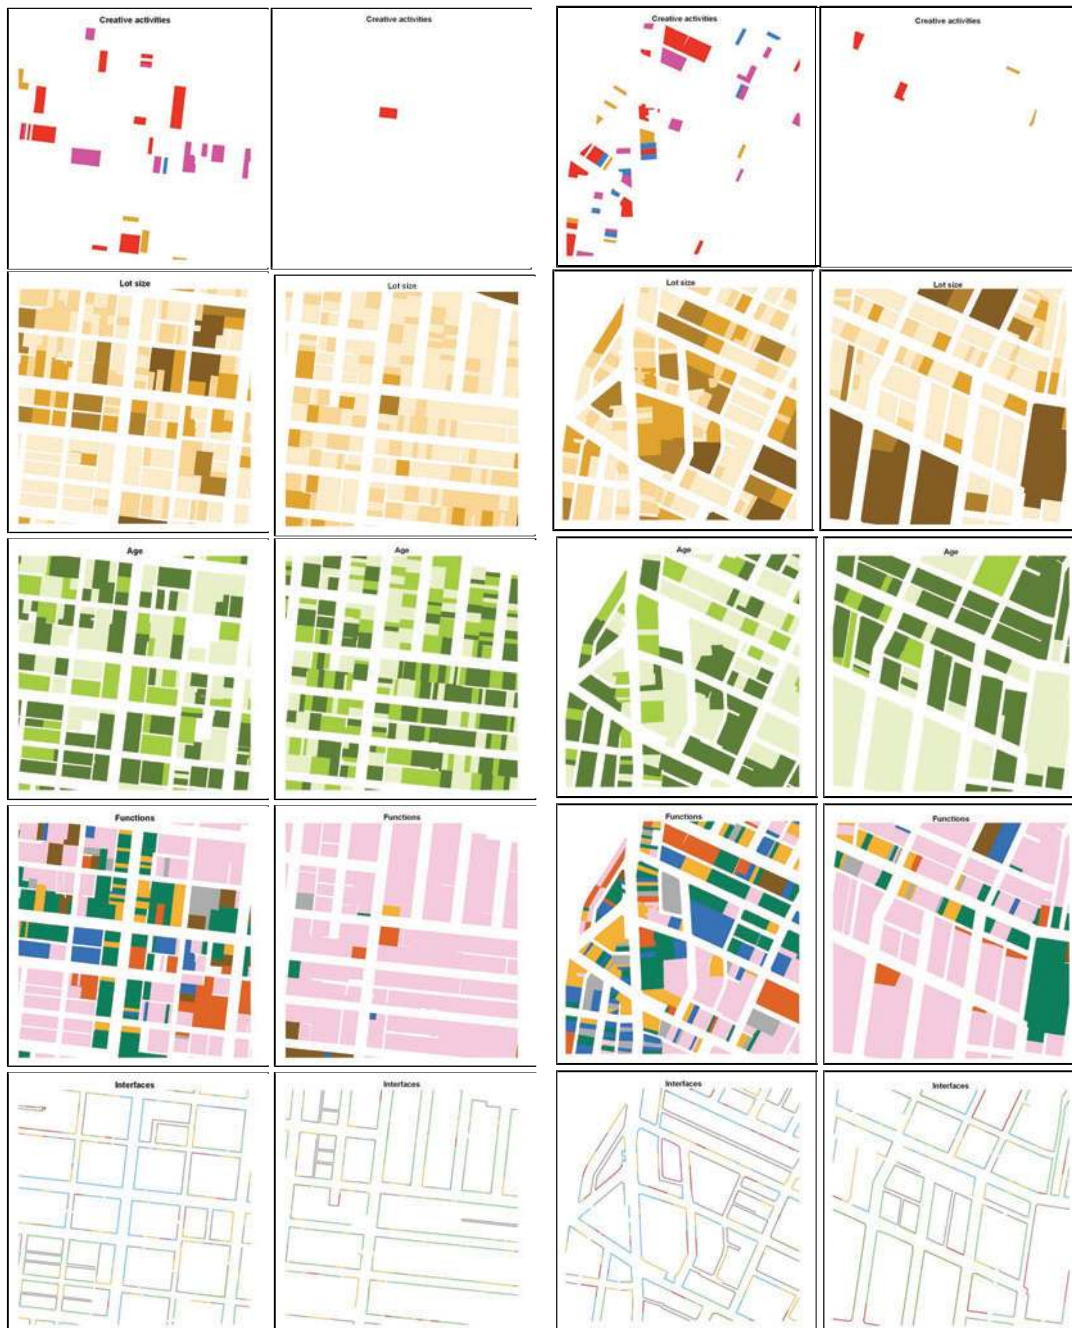 Creative activities
Creative activities
Creative activities
Creative activities
Lot size
Lot size
Lot size
Lot size
Age
Age
Age
Age
Functions
Functions
Functions
Functions
Interfaces
Interfaces
Interfaces
Interfaces